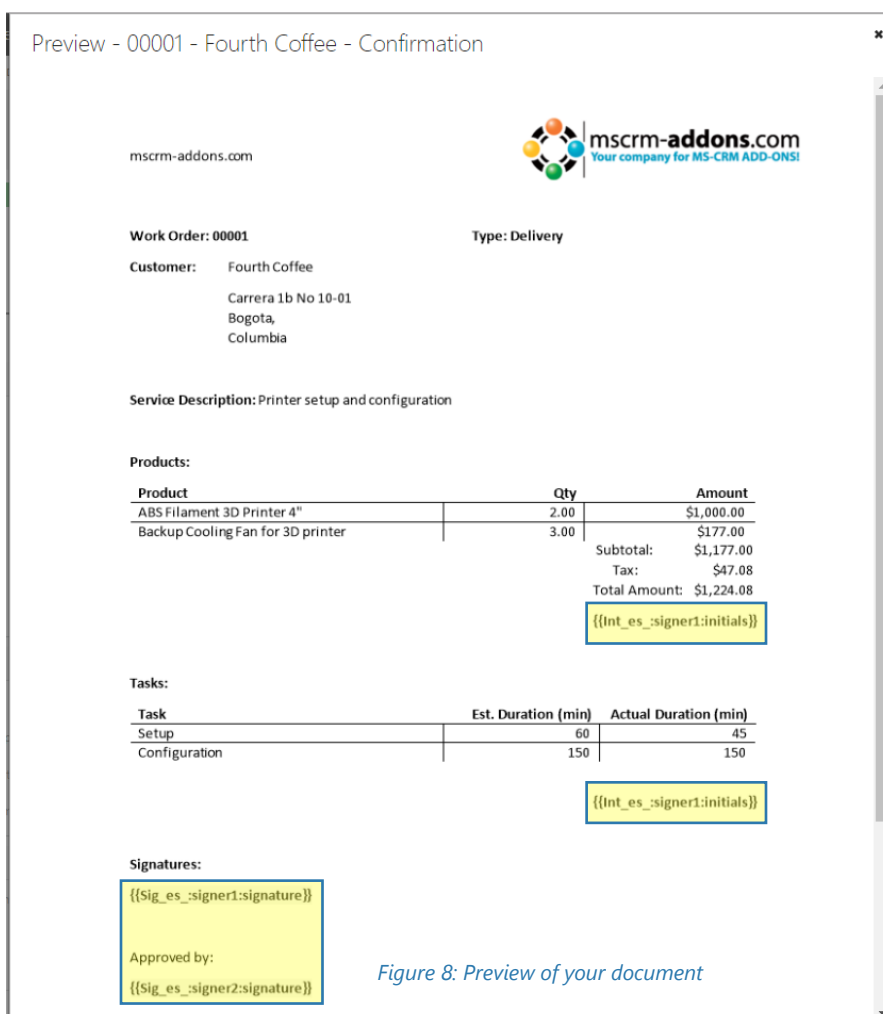 Preview - 00001 - Fourth Coffee - Confirmation
mscrm-addons.com
mscrm-addons.com
Your company for MS-CRM ADD-ONS!
Work Order: 00001 Type: Delivery
Customer: Fourth Coffee
Carrera 1b No 10-01
Bogota,
Columbia
Service Description: Printer setup and configuration
Products:
Product Qty Amount
ABS Filament 3D Printer 4" 2.00 $1,000.00
Backup Cooling Fan for 3D printer 3.00 $177.00
Subtotal: $1,177.00
Tax: $47.08
Total Amount: $1,224.08
{{Int_es_:signer1:initials}}
Tasks:
Task Est. Duration (min) Actual Duration (min)
Setup 60 45
Configuration 150 150
{{Int_es_:signer1:initials}}
Signatures:
{{Sig_es_:signer1:signature}}
Approved by:
{{Sig_es_:signer2:signature}}
Figure 8: Preview of your document